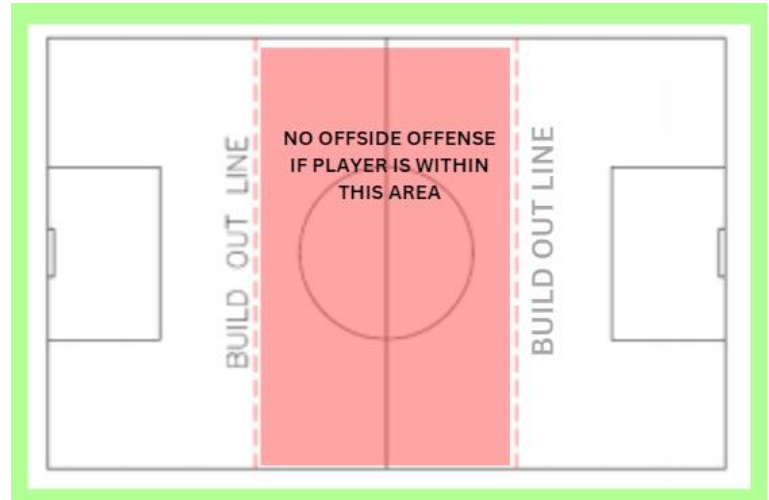 BUILD OUT LINE
NO OFFSIDE OFFENSE
IF PLAYER IS WITHIN
THIS AREA
BUILD OUT LINE